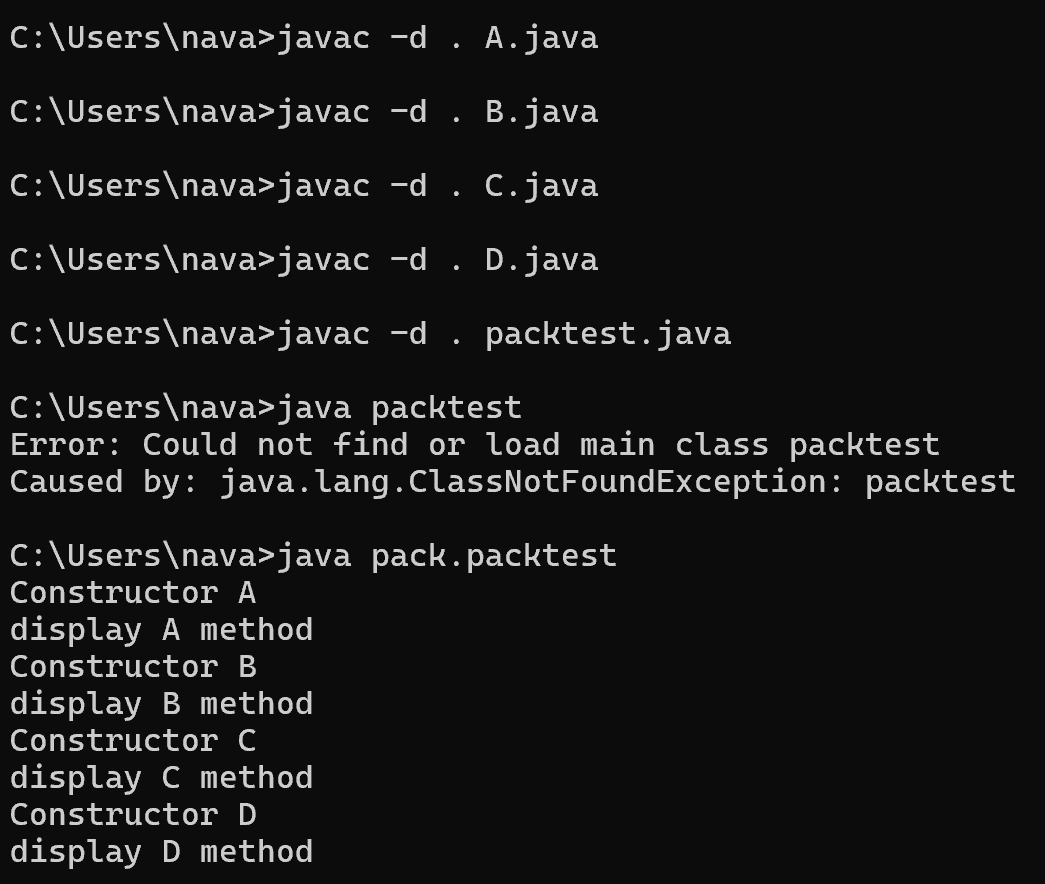 C:\Users\nava>javac -d . A.java
C:\Users\nava>javac -d . B.java
C:\Users\nava>javac -d . C.java
C:\Users\nava>javac -d . D.java
C:\Users\nava>javac -d . packtest.java
C:\Users\nava>java packtest
Error: Could not find or load main class packtest
Caused by: java.lang.ClassNotFoundException: packtest
C:\Users\nava>java pack.packtest
Constructor A
display A method
Constructor B
display B method
Constructor C
display C method
Constructor D
display D method